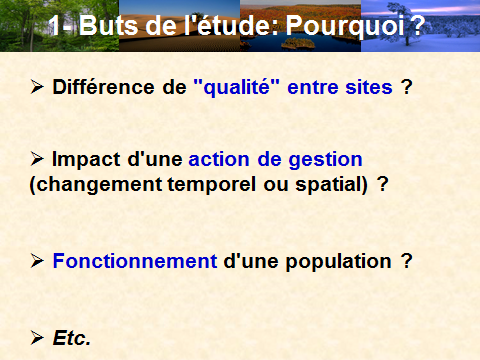 1- Buts de l'étude: Pourquoi ?
➢ Différence de "qualité" entre sites ?
➢ Impact d'une action de gestion
(changement temporel ou spatial) ?
➢ Fonctionnement d'une population ?
➢ Etc.